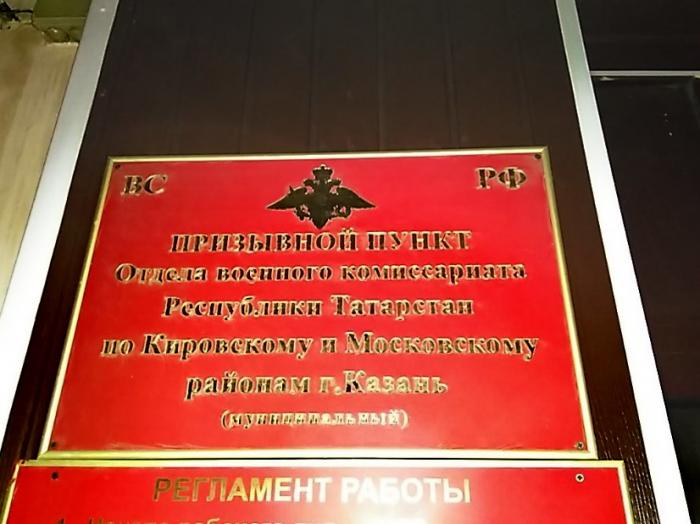 ВС РФ
ПРИЗЫВНОЙ ПУНКТ
Отдела военного комиссариата
Республики Татарстан
по Кировскому и Московскому
районам г.Казань
(муниципальный)
РЕГЛАМЕНТ РАБОТЫ